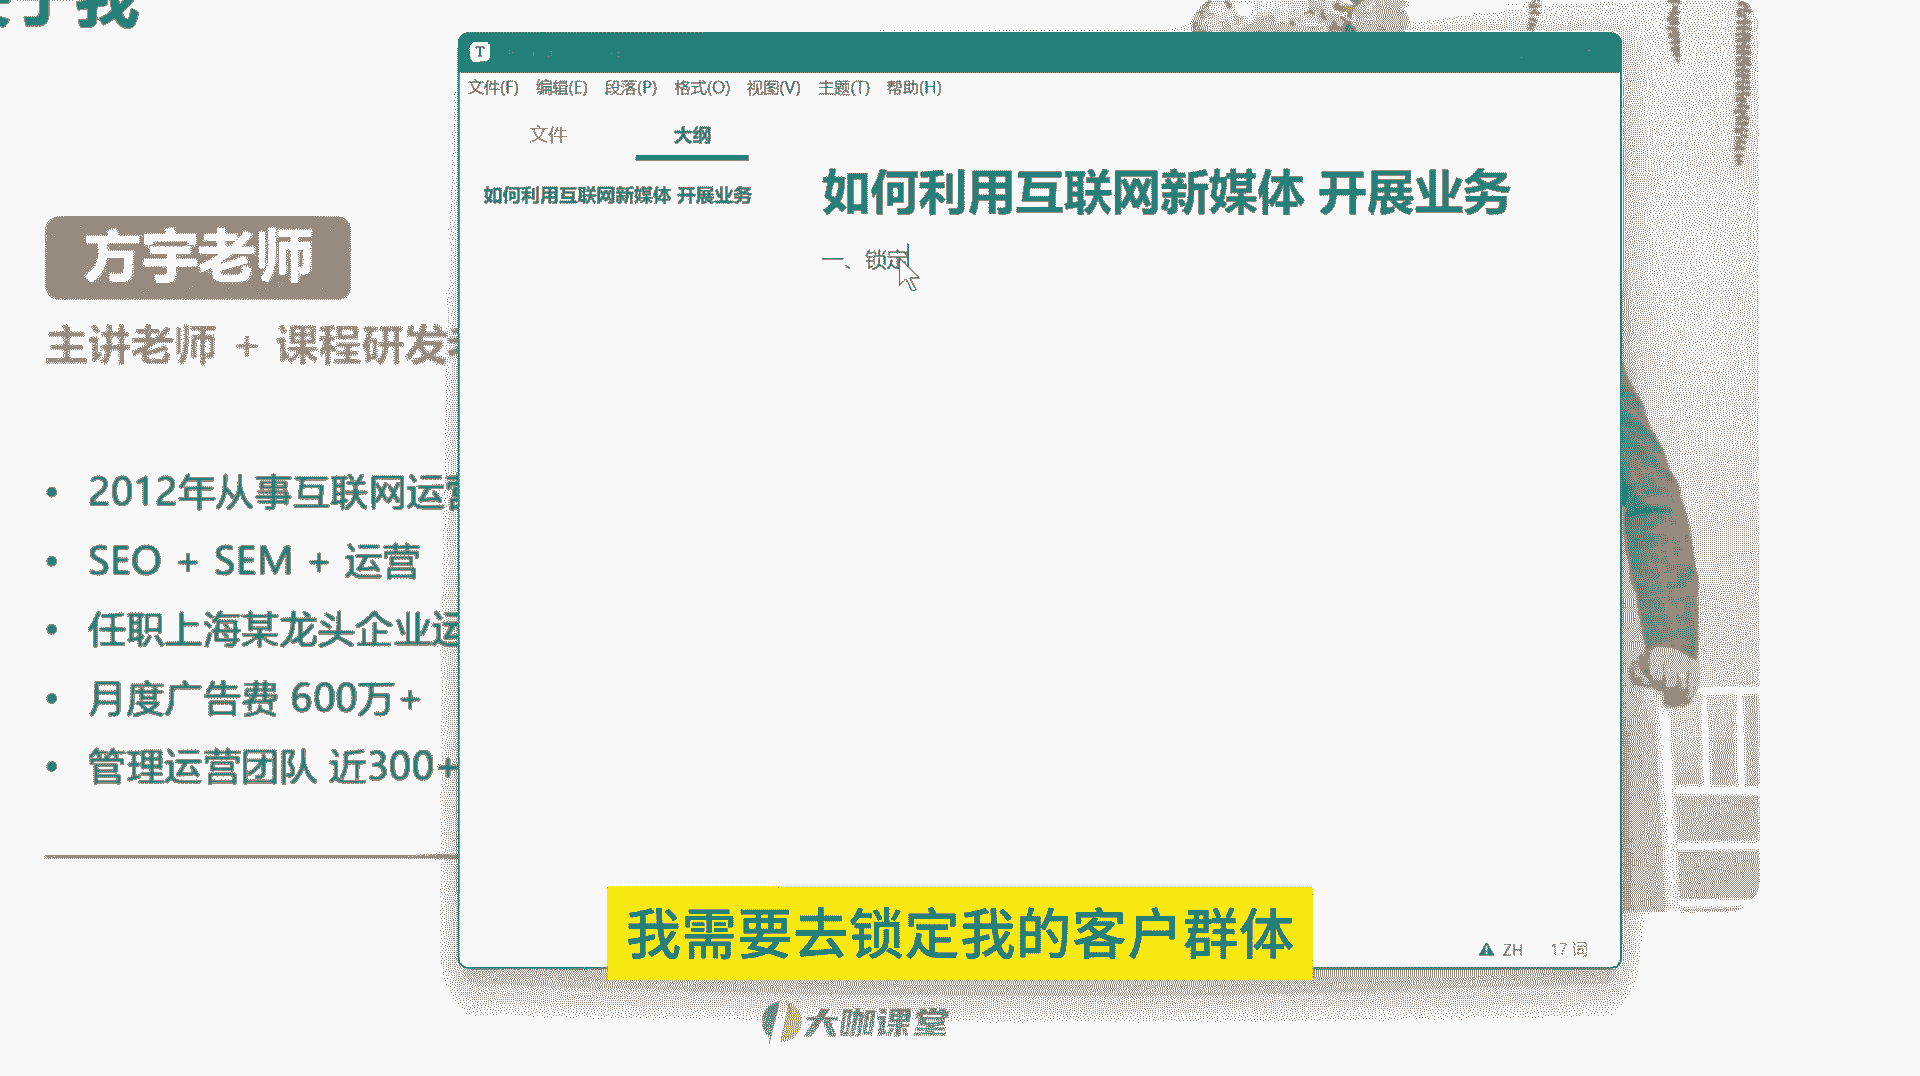 于我
方宇老师
主讲老师 + 课程研发
2012年从事互联网运营
SEO + SEM + 运营
任职上海某龙头企业运
月度广告费 600万+
管理运营团队 近300+
T
文件(F) 编辑(E) 段落(P) 格式(O) 视图(V) 主题(T) 帮助(H)
文件 大纲
如何利用互联网新媒体 开展业务
如何利用互联网新媒体 开展业务
一、锁定
ZH 17 词
我需要去锁定我的客户群体
大咖课堂